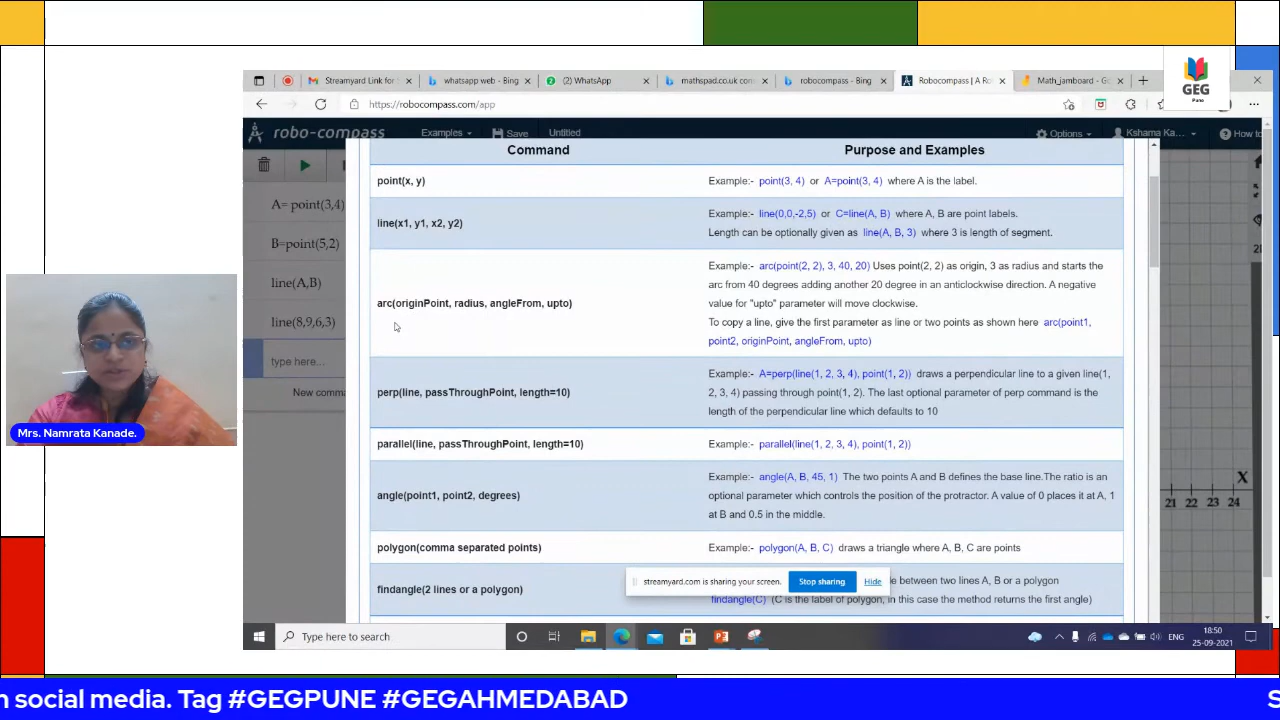 GEG
Pune
Streamyard Link for
whatsapp web - Bing
(2) WhatsApp
mathspad.co.uk con
robocompass - Bing
Robocompass | A Ro
Math_jamboard - Go
https://robocompass.com/app
robo-compass
Examples
Save
Untitled
Options
Kshama Ka...
How to
Command
Purpose and Examples
A= point(3,4)
B=point(5,2)
line(A,B)
line(8,9,6,3)
type here...
New comma
point(x, y)
Example:- point(3, 4) or A=point(3, 4) where A is the label.
line(x1, y1, x2, y2)
Example:- line(0,0,-2,5) or C=line(A, B) where A, B are point labels.
Length can be optionally given as line(A, B, 3) where 3 is length of segment.
arc(originPoint, radius, angleFrom, upto)
Example:- arc(point(2, 2), 3, 40, 20) Uses point(2, 2) as origin, 3 as radius and starts the
arc from 40 degrees adding another 20 degree in an anticlockwise direction. A negative
value for "upto" parameter will move clockwise.
To copy a line, give the first parameter as line or two points as shown here arc(point1,
point2, originPoint, angleFrom, upto)
perp(line, passThroughPoint, length=10)
Example:- A=perp(line(1, 2, 3, 4), point(1, 2)) draws a perpendicular line to a given line(1,
2, 3, 4) passing through point(1, 2). The last optional parameter of perp command is the
length of the perpendicular line which defaults to 10
parallel(line, passThroughPoint, length=10)
Example:- parallel(line(1, 2, 3, 4), point(1, 2))
angle(point1, point2, degrees)
Example:- angle(A, B, 45, 1) The two points A and B defines the base line.The ratio is an
optional parameter which controls the position of the protractor. A value of 0 places it at A, 1
at B and 0.5 in the middle.
polygon(comma separated points)
Example:- polygon(A, B, C) draws a triangle where A, B, C are points
findangle(2 lines or a polygon)
le between two lines A, B or a polygon
findangle(C) (C is the label of polygon, in this case the method returns the first angle)
streamyard.com is sharing your screen.
Stop sharing
Hide
X
21 22 23 24
Mrs. Namrata Kanade.
Type here to search
ENG
18:50
25-09-2021
n social media. Tag #GEGPUNE #GEGAHMEDABAD
S